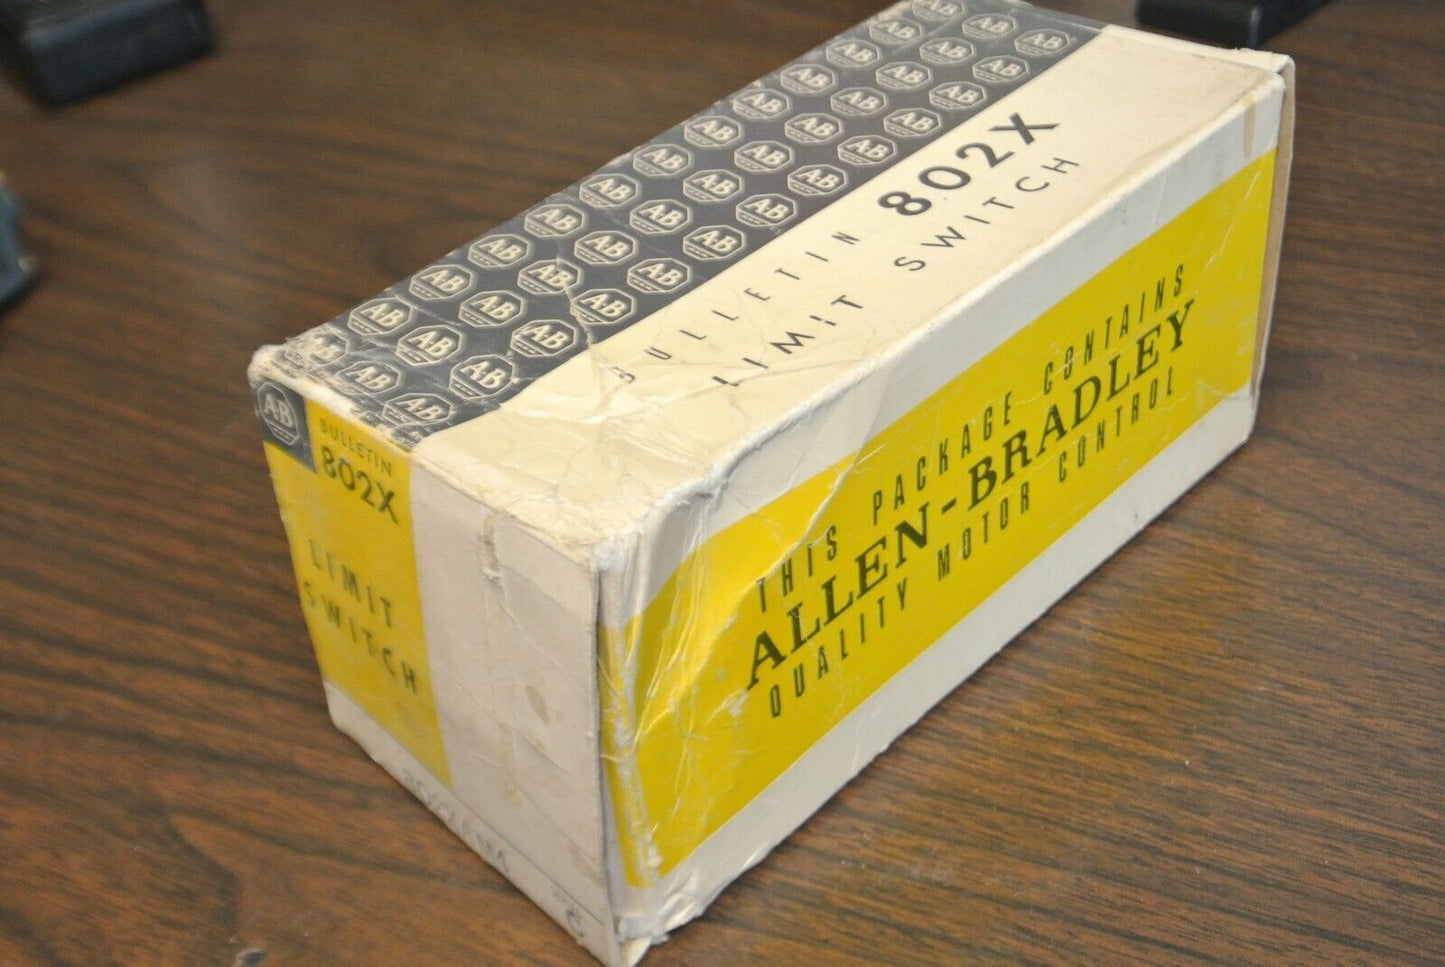 BULLETIN 802X
LIMIT SWITCH
AB
BULLETIN
802X
LIMIT
SWITCH
THIS PACKAGE CONTAINS
ALLEN-BRADLEY
QUALITY MOTOR CONTROL